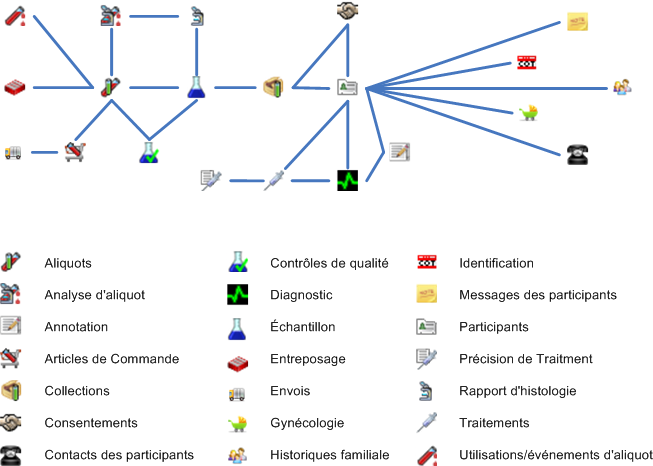 Aliquots
Contrôles de qualité
Identification
Analyse d'aliquot
Diagnostic
Messages des participants
Annotation
Échantillon
Participants
Articles de Commande
Entreposage
Précision de Traitment
Collections
Envois
Rapport d'histologie
Consentements
Gynécologie
Traitements
Contacts des participants
Historiques familiale
Utilisations/événements d'aliquot